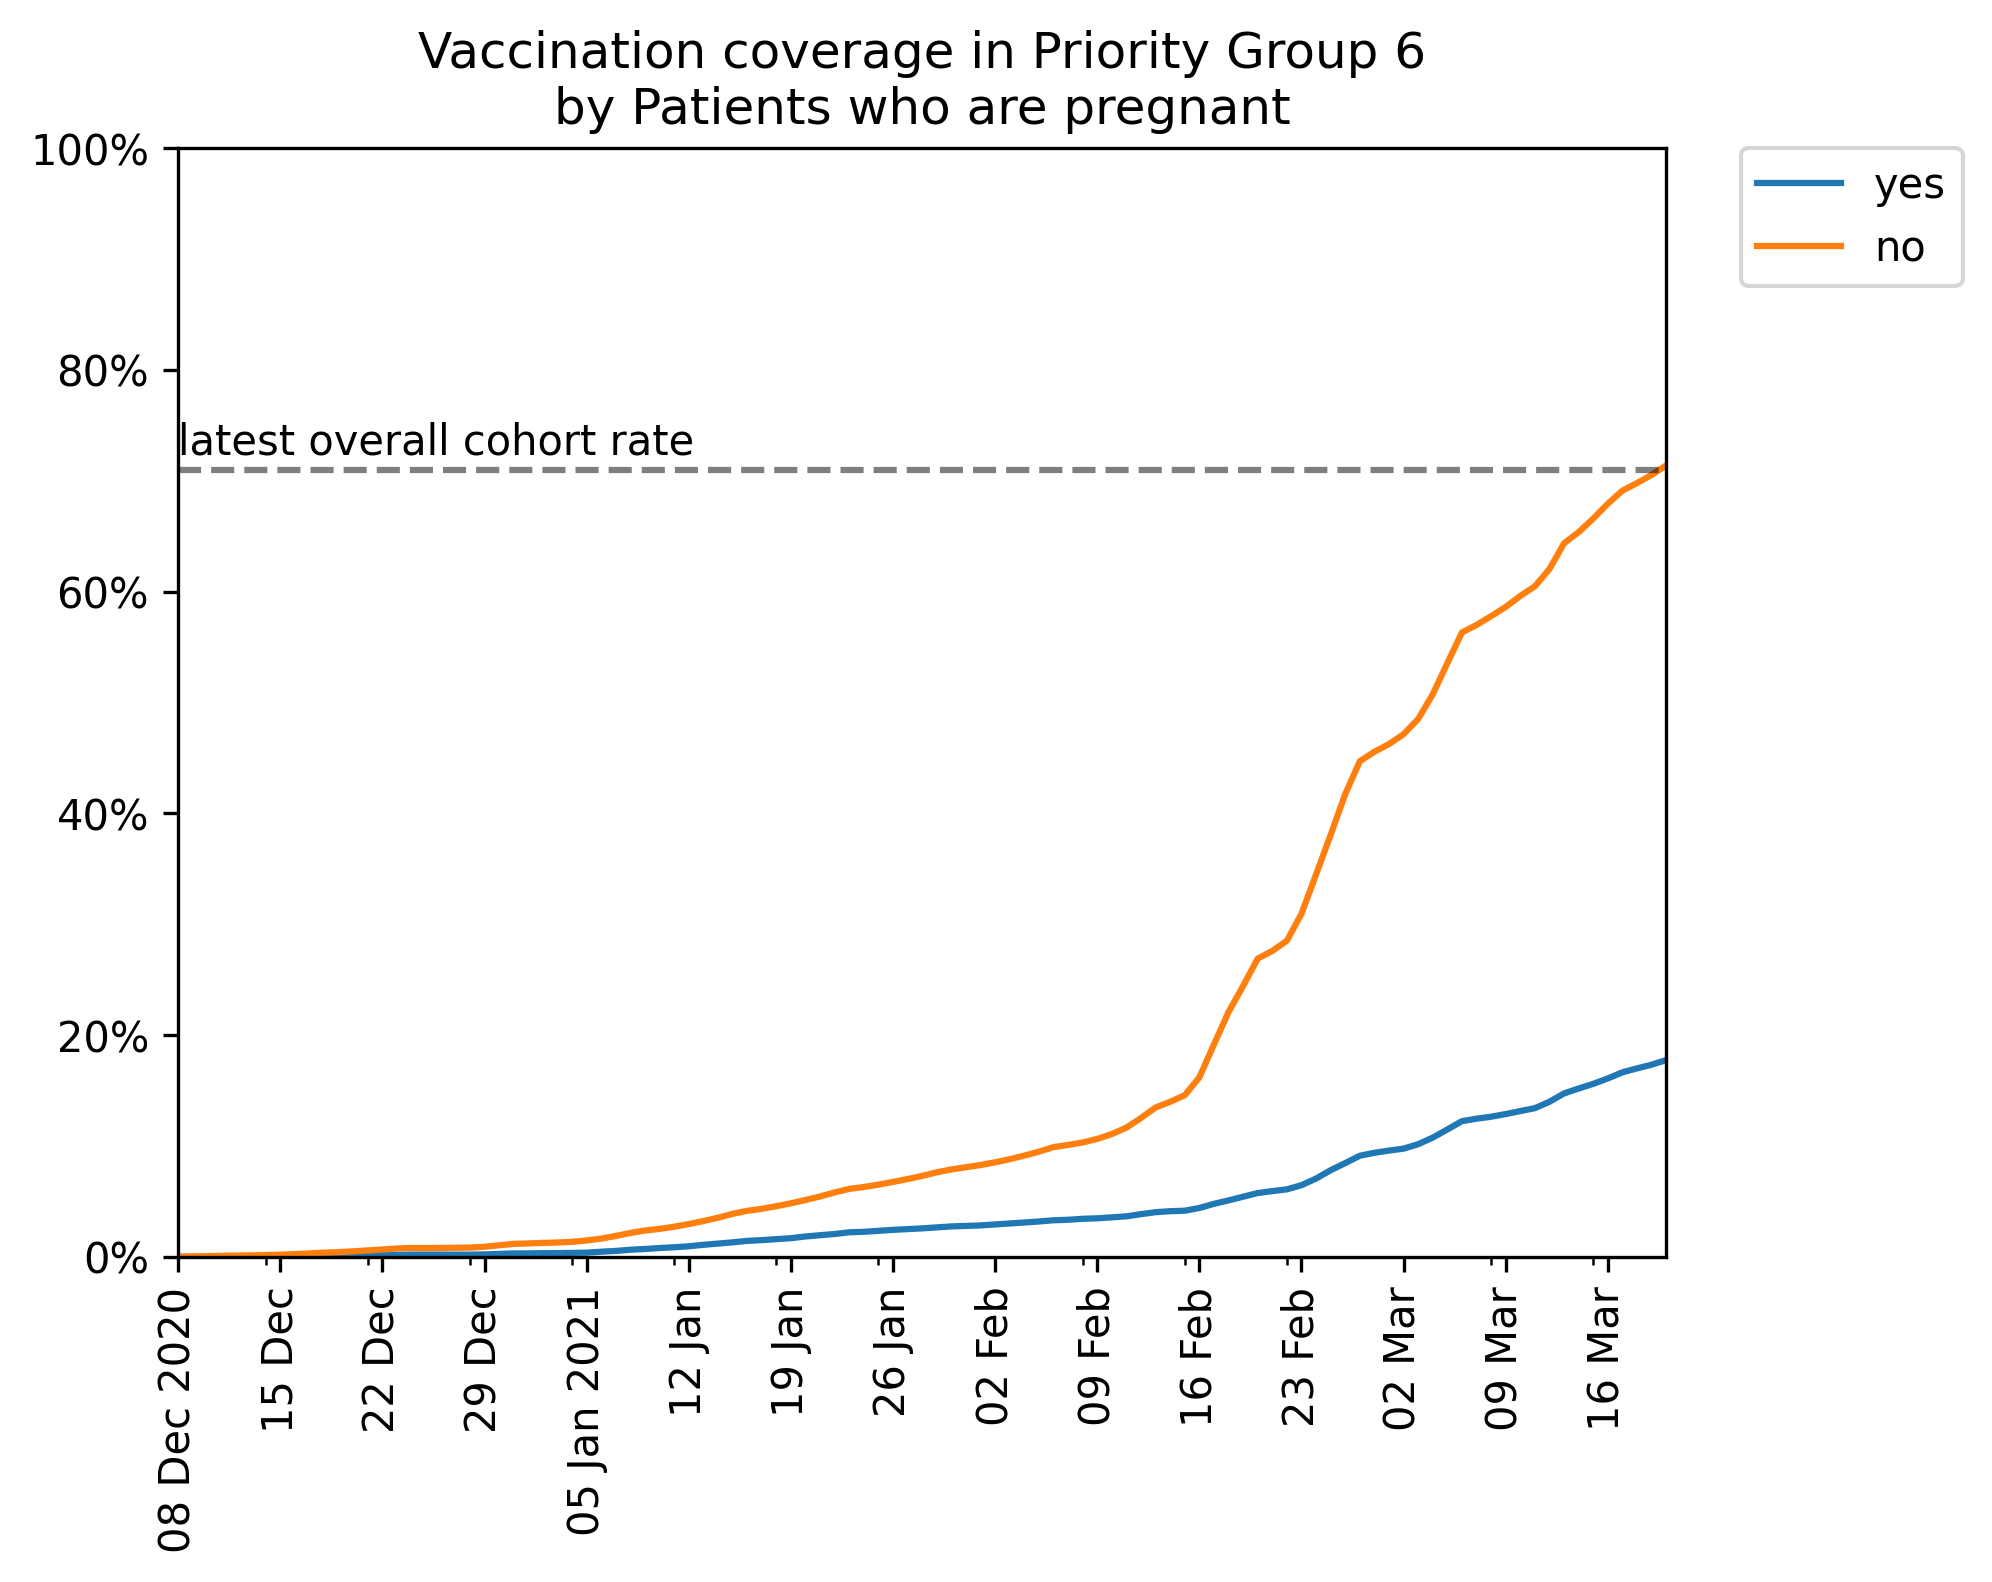 Vaccination coverage in Priority Group 6
by Patients who are pregnant
100%
80%
60%
40%
20%
0%
latest overall cohort rate
yes
no
08 Dec 2020
15 Dec
22 Dec
29 Dec
05 Jan 2021
12 Jan
19 Jan
26 Jan
02 Feb
09 Feb
16 Feb
23 Feb
02 Mar
09 Mar
16 Mar